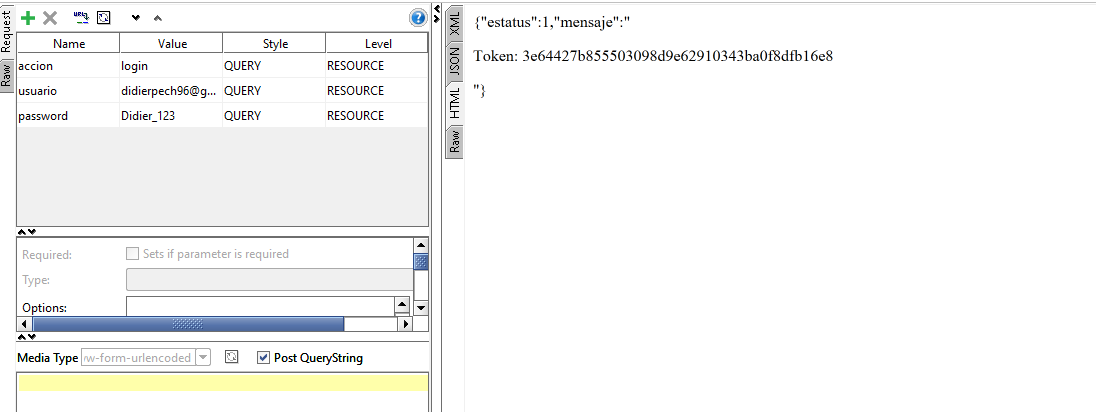 Request
Raw
Name Value Style Level
accion login QUERY RESOURCE
usuario didierpech96@g... QUERY RESOURCE
password Didier_123 QUERY RESOURCE
Required: Sets if parameter is required
Type:
Options:
Media Type w-form-urlencoded Post QueryString
XML
JSON
HTML
Raw
{"estatus":1,"mensaje":"
Token: 3e64427b855503098d9e62910343ba0f8dfb16e8
"}